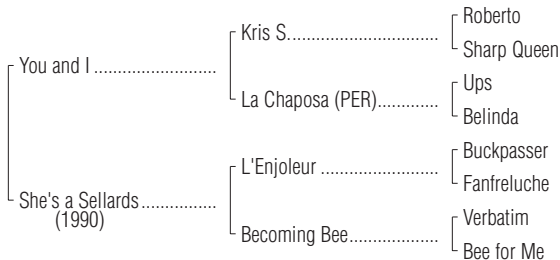 Roberto
Kris S.
Sharp Queen
You and I
Ups
La Chaposa (PER)
Belinda
Buckpasser
L'Enjoleur
Fanfreluche
She's a Sellards
(1990)
Verbatim
Becoming Bee
Bee for Me